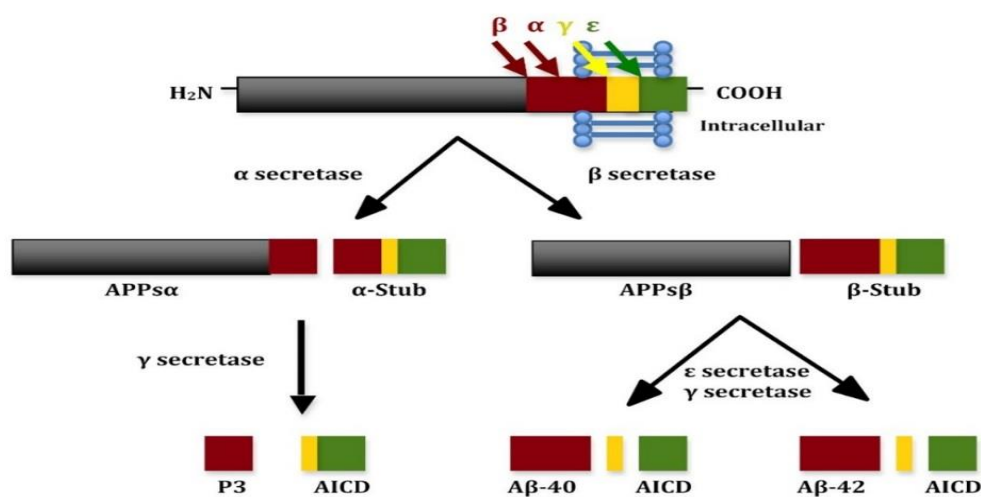 β α γ ε
H₂N
COOH
Intracellular
α secretase
β secretase
APPsα
α-Stub
APPsβ
β-Stub
γ secretase
ε secretase
γ secretase
P3
AICD
Aβ-40
AICD
Aβ-42
AICD